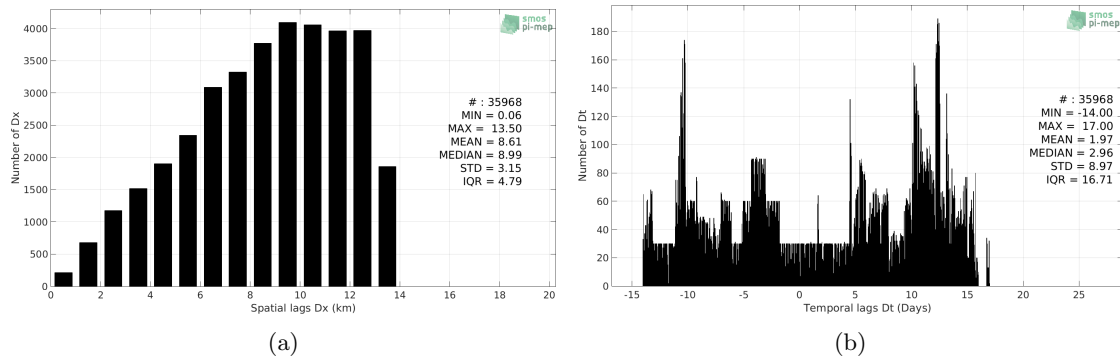 smos
pi-mep
4000
3500
3000
2500
2000
1500
1000
500
0
Number of Dx
# : 35968
MIN = 0.06
MAX = 13.50
MEAN = 8.61
MEDIAN = 8.99
STD = 3.15
IQR = 4.79
0 2 4 6 8 10 12 14 16 18 20
Spatial lags Dx (km)
(a)
smos
pi-mep
180
160
140
120
100
80
60
40
20
0
Number of Dt
# : 35968
MIN = -14.00
MAX = 17.00
MEAN = 1.97
MEDIAN = 2.96
STD = 8.97
IQR = 16.71
-15 -10 -5 0 5 10 15 20 25
Temporal lags Dt (Days)
(b)